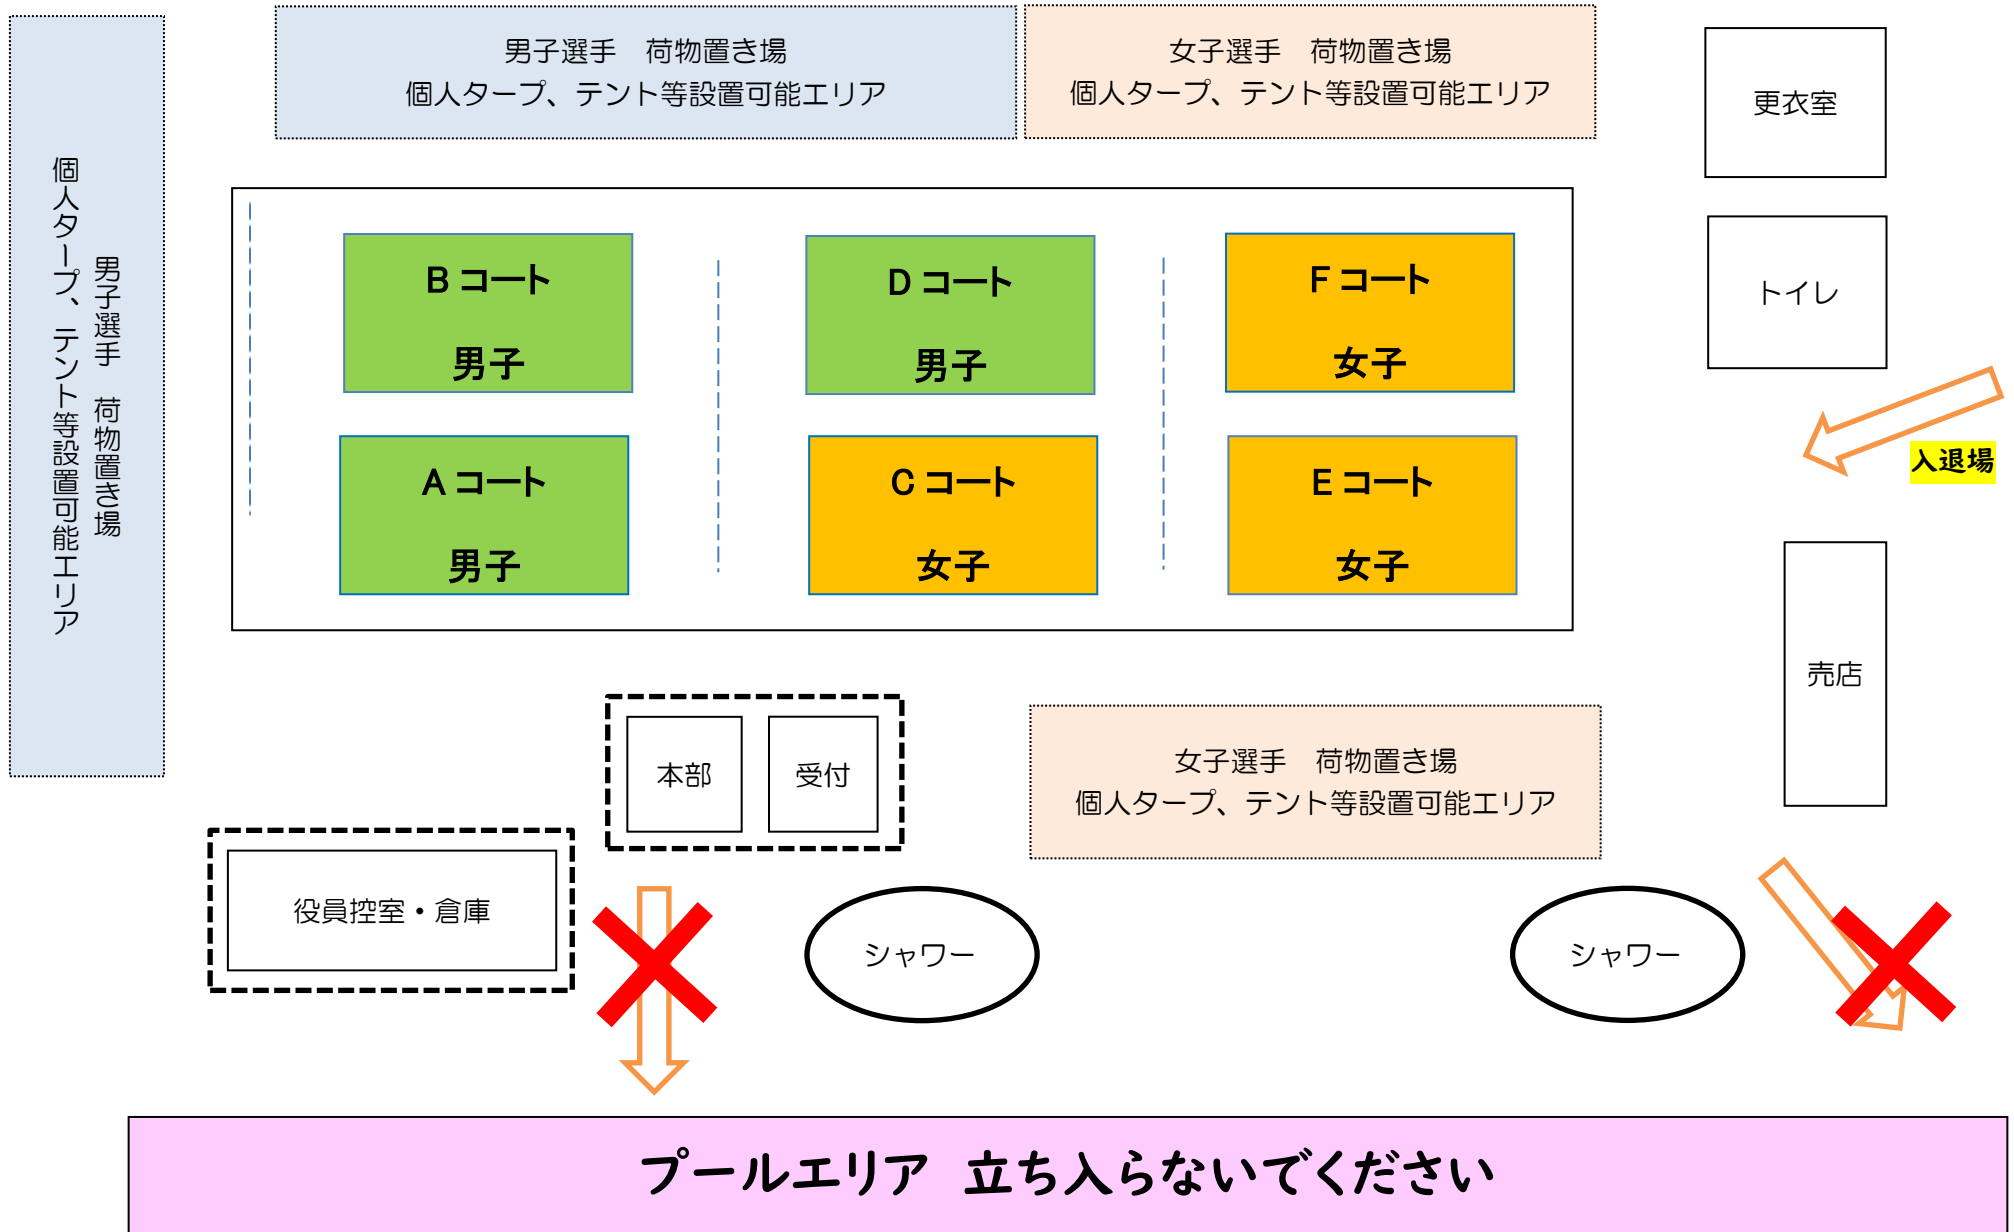 男子選手　荷物置き場
個人タープ、テント等設置可能エリア
女子選手　荷物置き場
個人タープ、テント等設置可能エリア
更衣室
男子選手　荷物置き場
個人タープ、テント等設置可能エリア
B コート
男子
D コート
男子
F コート
女子
トイレ
A コート
男子
C コート
女子
E コート
女子
入退場
売店
本部
受付
女子選手　荷物置き場
個人タープ、テント等設置可能エリア
役員控室・倉庫
シャワー
シャワー
プールエリア　立ち入らないでください